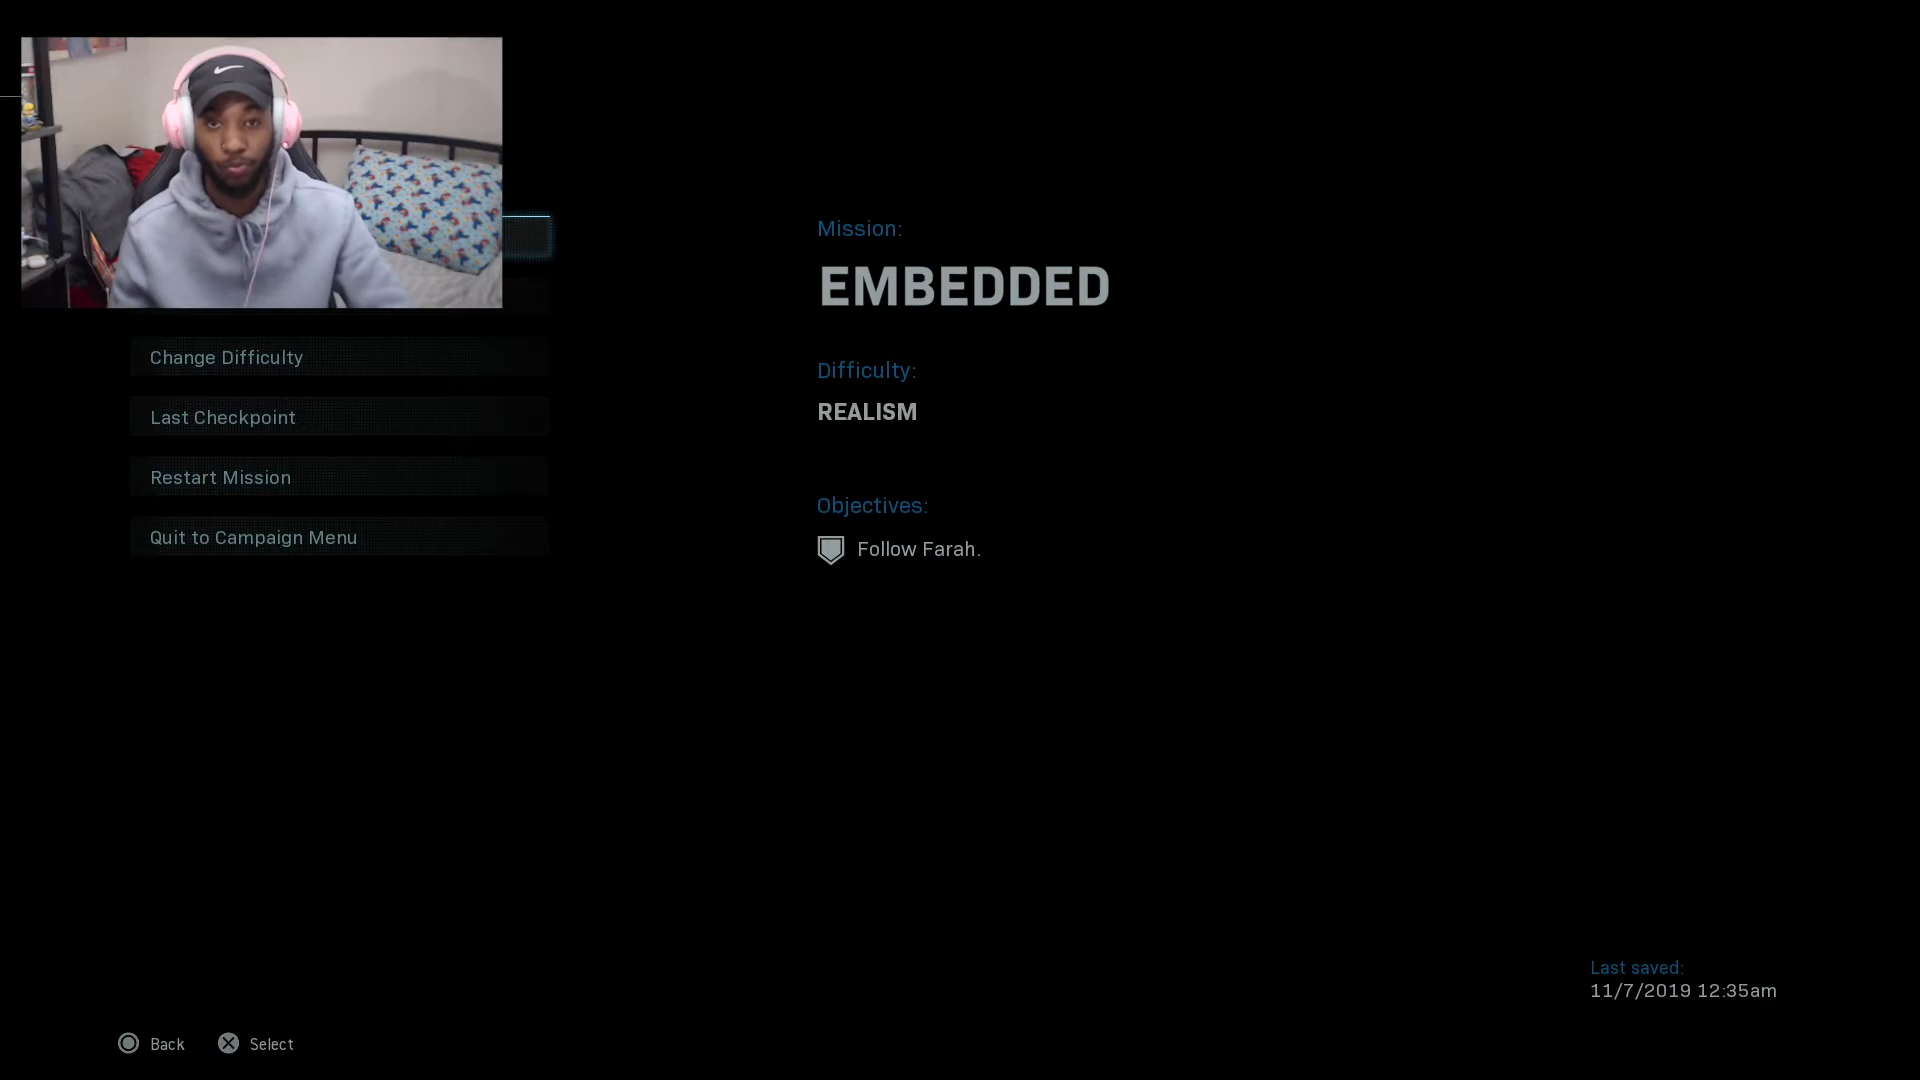 Mission:
EMBEDDED
Change Difficulty
Difficulty:
Last Checkpoint
REALISM
Restart Mission
Objectives:
Quit to Campaign Menu
Follow Farah.
Last saved:
11/7/2019 12:35am
Back
Select